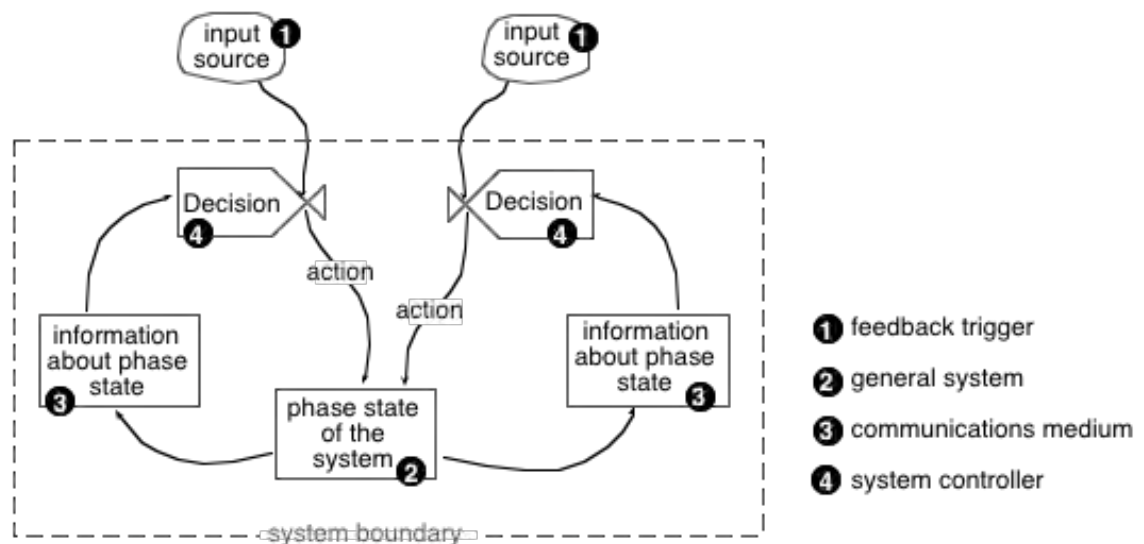 input
source
1
input
source
1
Decision
4
Decision
4
action
action
information
about phase
state
3
phase state
of the
system
2
information
about phase
state
3
system boundary
1 feedback trigger
2 general system
3 communications medium
4 system controller